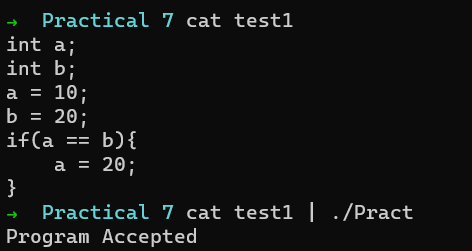 →  Practical 7 cat test1
int a;
int b;
a = 10;
b = 20;
if(a == b){
    a = 20;
}
→  Practical 7 cat test1 | ./Pract
Program Accepted